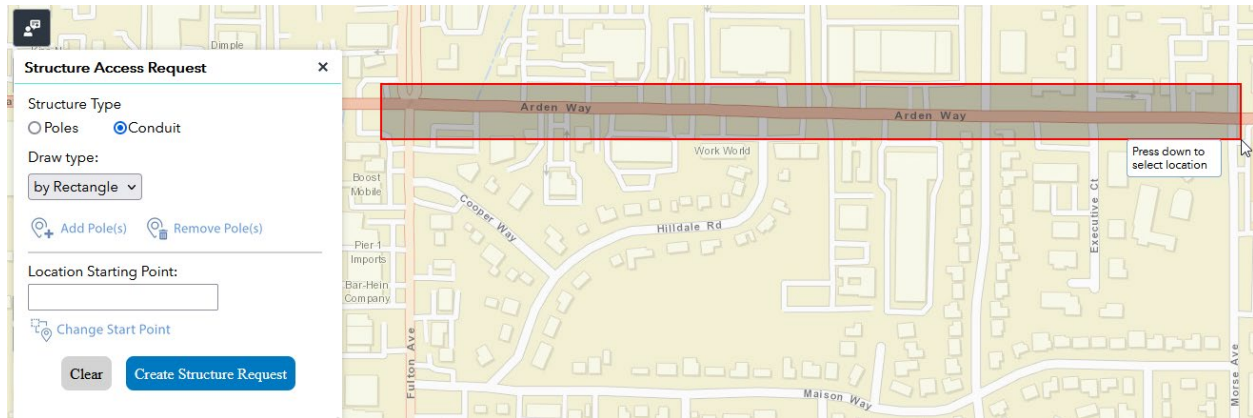 Dimple
Structure Access Request
×
Structure Type
Poles
Conduit
Draw type:
by Rectangle
Add Pole(s)
Remove Pole(s)
Location Starting Point:
Change Start Point
Clear
Create Structure Request
Arden Way
Arden Way
Work World
Press down to
select location
Boost
Mobile
Cooper Way
Hilldale Rd
Executive Ct
Pier 1
Imports
Bar-Hein
Company
Fulton Ave
Maison Way
Morse Ave